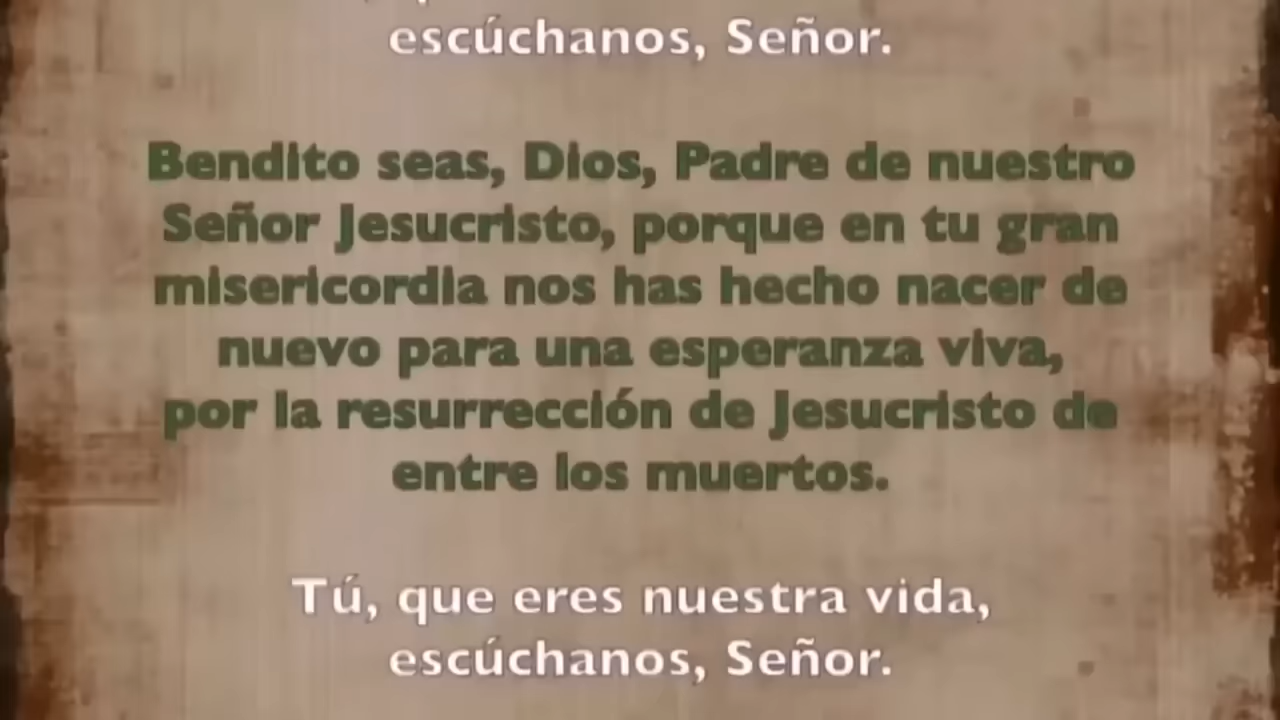 escúchanos, Señor.
Bendito seas, Dios, Padre de nuestro
Señor Jesucristo, porque en tu gran
misericordia nos has hecho nacer de
nuevo para una esperanza viva,
por la resurrección de Jesucristo de
entre los muertos.
Tú, que eres nuestra vida,
escúchanos, Señor.